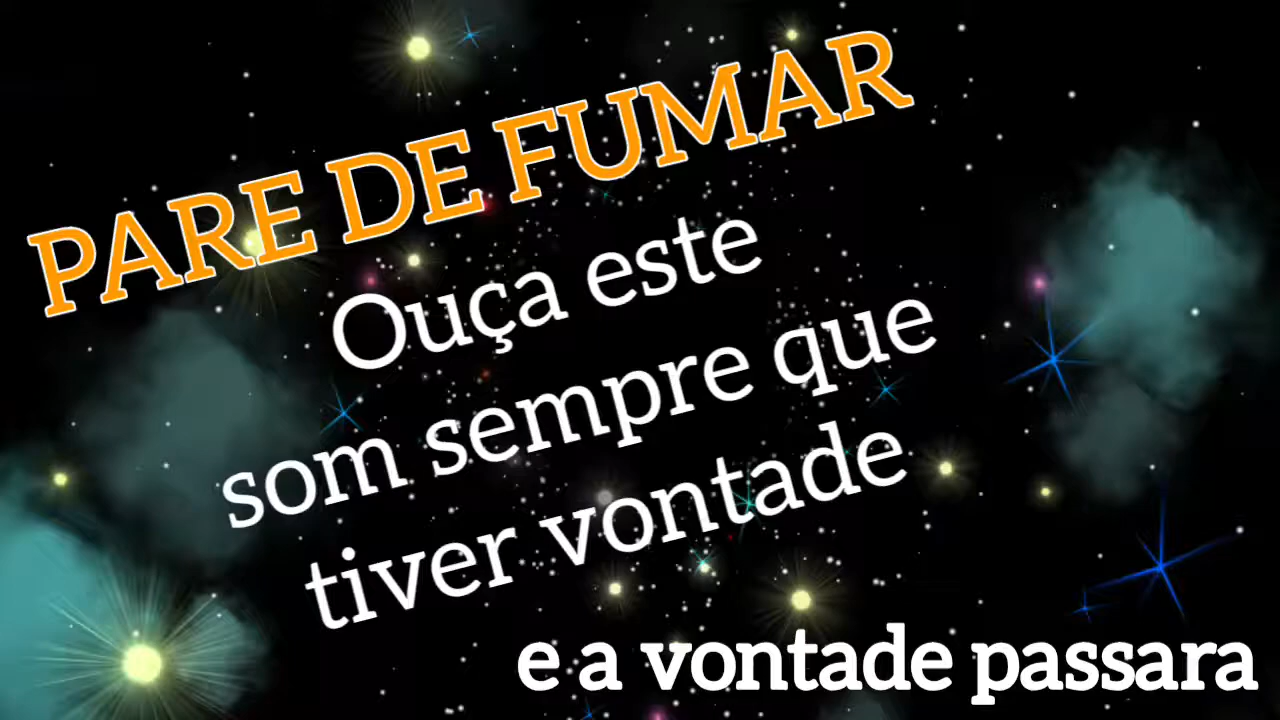 PARE DE FUMAR
Ouça este
som sempre que
tiver vontade
e a vontade passara